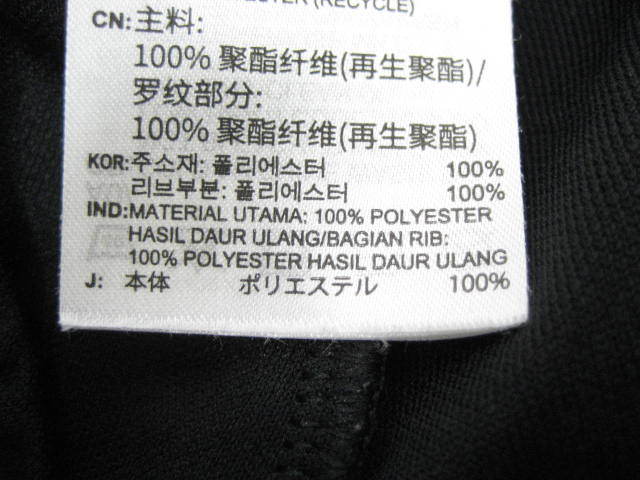 (RECYCLE)
CN:主料:
100% 聚酯纤维(再生聚酯)/
罗纹部分:
100% 聚酯纤维(再生聚酯)
KOR:주소재: 폴리에스터 100%
리브부분: 폴리에스터 100%
IND:MATERIAL UTAMA: 100% POLYESTER
HASIL DAUR ULANG/BAGIAN RIB:
100% POLYESTER HASIL DAUR ULANG
J: 本体 ポリエステル 100%